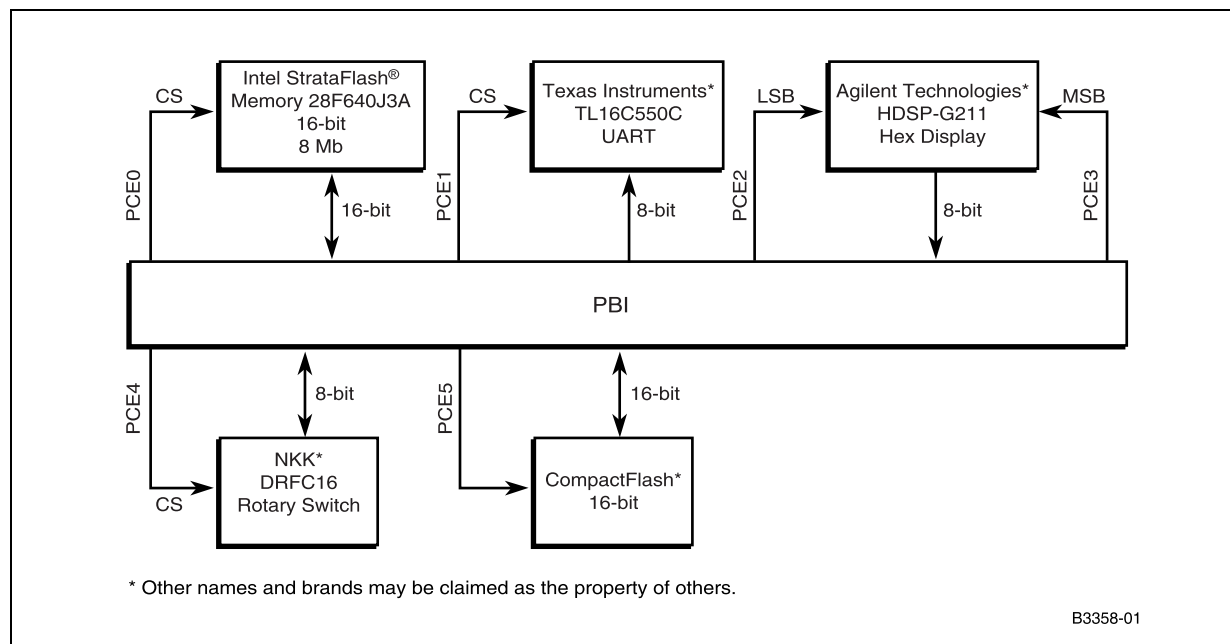 Intel StrataFlash®
Memory 28F640J3A
16-bit
8 Mb
CS
PCE0
16-bit
Texas Instruments*
TL16C550C
UART
CS
PCE1
8-bit
Agilent Technologies*
HDSP-G211
Hex Display
LSB
MSB
PCE2
8-bit
PCE3
PBI
PCE4
8-bit
CS
NKK*
DRFC16
Rotary Switch
PCE5
16-bit
CompactFlash*
16-bit
* Other names and brands may be claimed as the property of others.
B3358-01